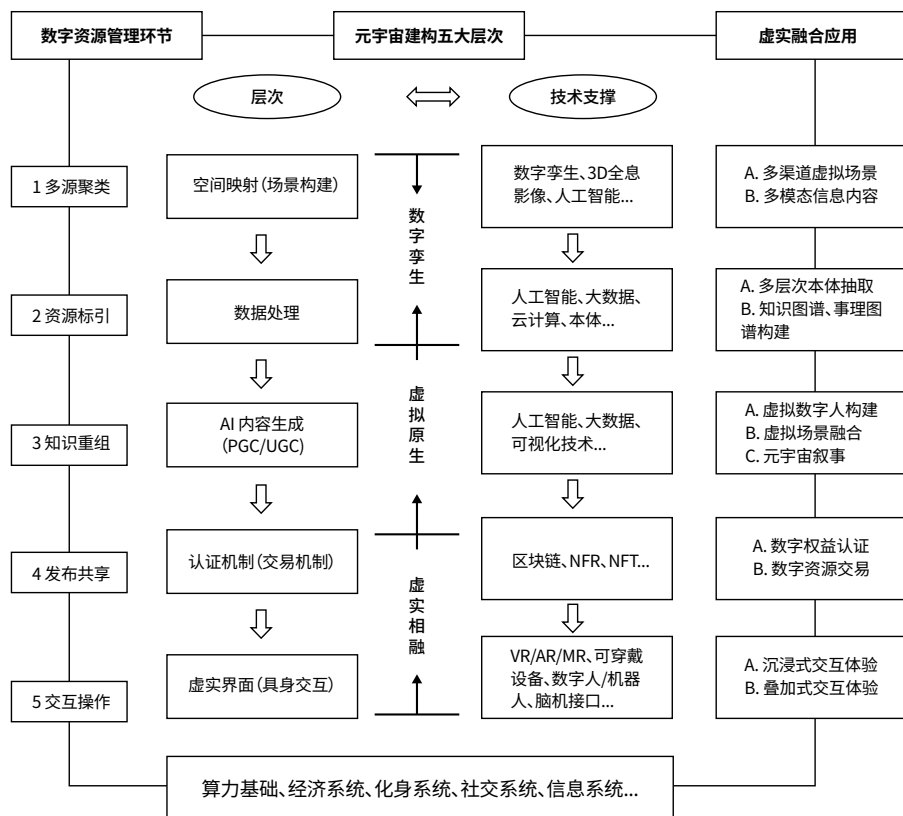 数字资源管理环节
元宇宙建构五大层次
虚实融合应用
层次
技术支撑
1 多源聚类
空间映射(场景构建)
数字孪生
数字孪生、3D全息
影像、人工智能...
A. 多渠道虚拟场景
B. 多模态信息内容
2 资源标引
数据处理
人工智能、大数据、
云计算、本体...
A. 多层次本体抽取
B. 知识图谱、事理图
谱构建
3 知识重组
AI 内容生成
(PGC/UGC)
虚拟原生
人工智能、大数据、
可视化技术...
A. 虚拟数字人构建
B. 虚拟场景融合
C. 元宇宙叙事
4 发布共享
认证机制(交易机制)
虚实相融
区块链、NFR、NFT...
A. 数字权益认证
B. 数字资源交易
5 交互操作
虚实界面(具身交互)
VR/AR/MR、可穿戴
设备、数字人/机器
人、脑机接口...
A. 沉浸式交互体验
B. 叠加式交互体验
算力基础、经济系统、化身系统、社交系统、信息系统...